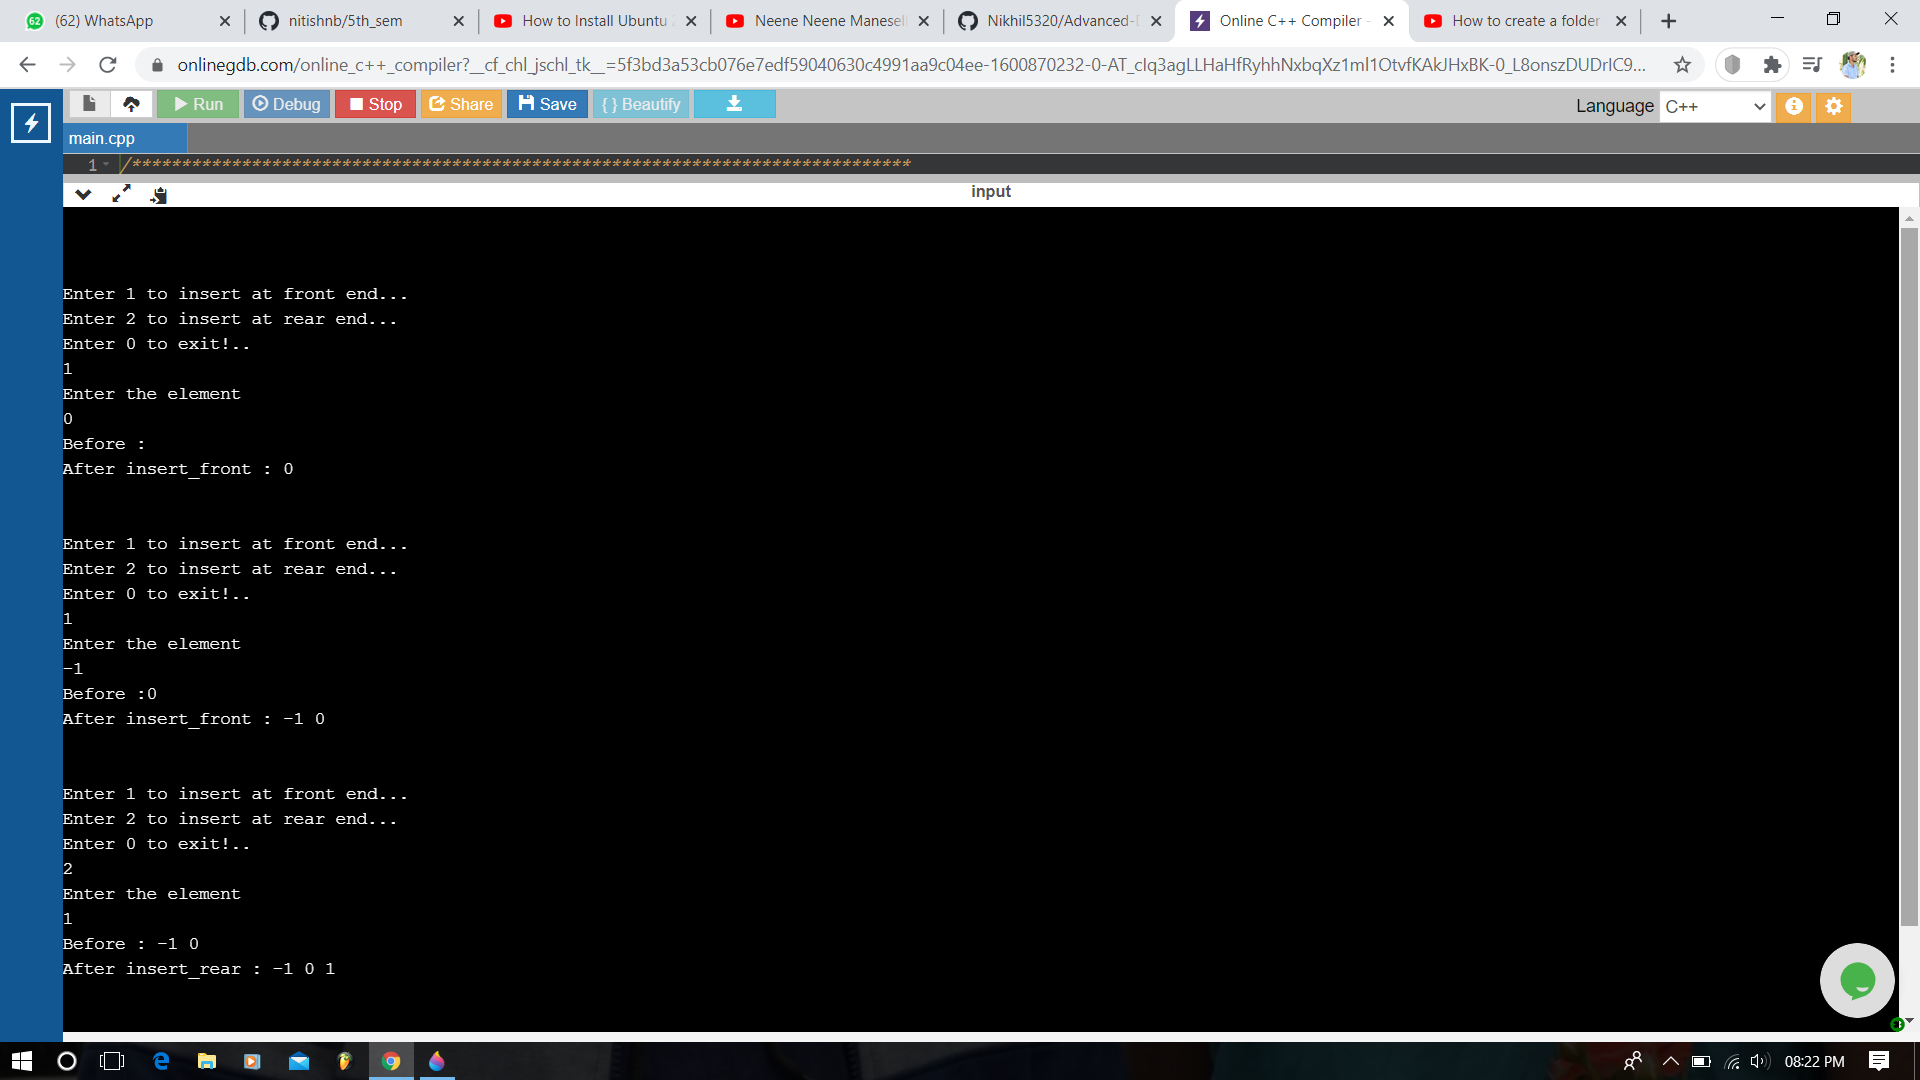 62 (62) WhatsApp
nitishnb/5th_sem
How to Install Ubuntu
Neene Neene Manesel
Nikhil5320/Advanced-D
Online C++ Compiler -
How to create a folder
onlinegdb.com/online_c++_compiler?__cf_chl_jschl_tk__=5f3bd3a53cb076e7edf59040630c4991aa9c04ee-1600870232-0-AT_cIq3agLLHaHfRyhhNxbqXz1ml1OtvfKAkJHxBK-0_L8onszDUDrIC9...
Run Debug Stop Share Save { } Beautify
Language C++
main.cpp
1 /******************************************************************************
input
Enter 1 to insert at front end...
Enter 2 to insert at rear end...
Enter 0 to exit!..
1
Enter the element
0
Before :
After insert_front : 0
Enter 1 to insert at front end...
Enter 2 to insert at rear end...
Enter 0 to exit!..
1
Enter the element
-1
Before :0
After insert_front : -1 0
Enter 1 to insert at front end...
Enter 2 to insert at rear end...
Enter 0 to exit!..
2
Enter the element
1
Before : -1 0
After insert_rear : -1 0 1
08:22 PM